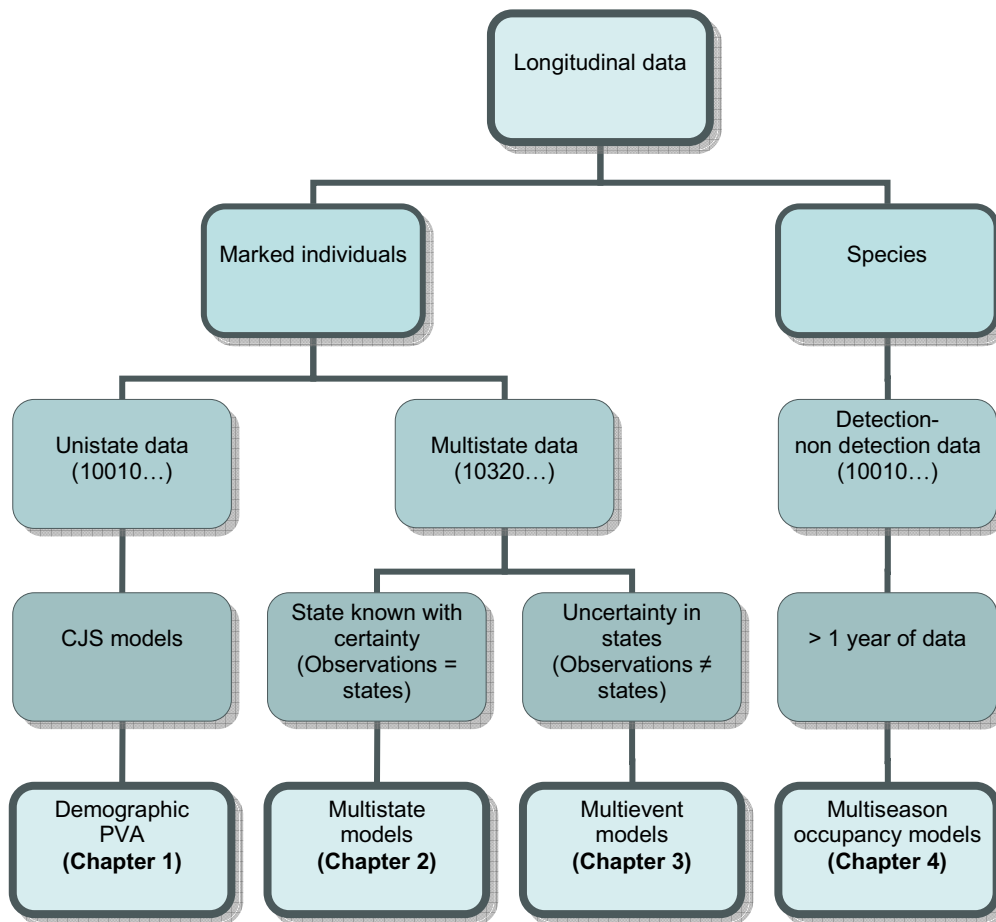 Longitudinal data
Marked individuals
Species
Unistate data
(10010…)
Multistate data
(10320…)
Detection-
non detection data
(10010…)
CJS models
State known with
certainty
(Observations =
states)
Uncertainty in
states
(Observations ≠
states)
> 1 year of data
Demographic
PVA
(Chapter 1)
Multistate
models
(Chapter 2)
Multievent
models
(Chapter 3)
Multiseason
occupancy models
(Chapter 4)